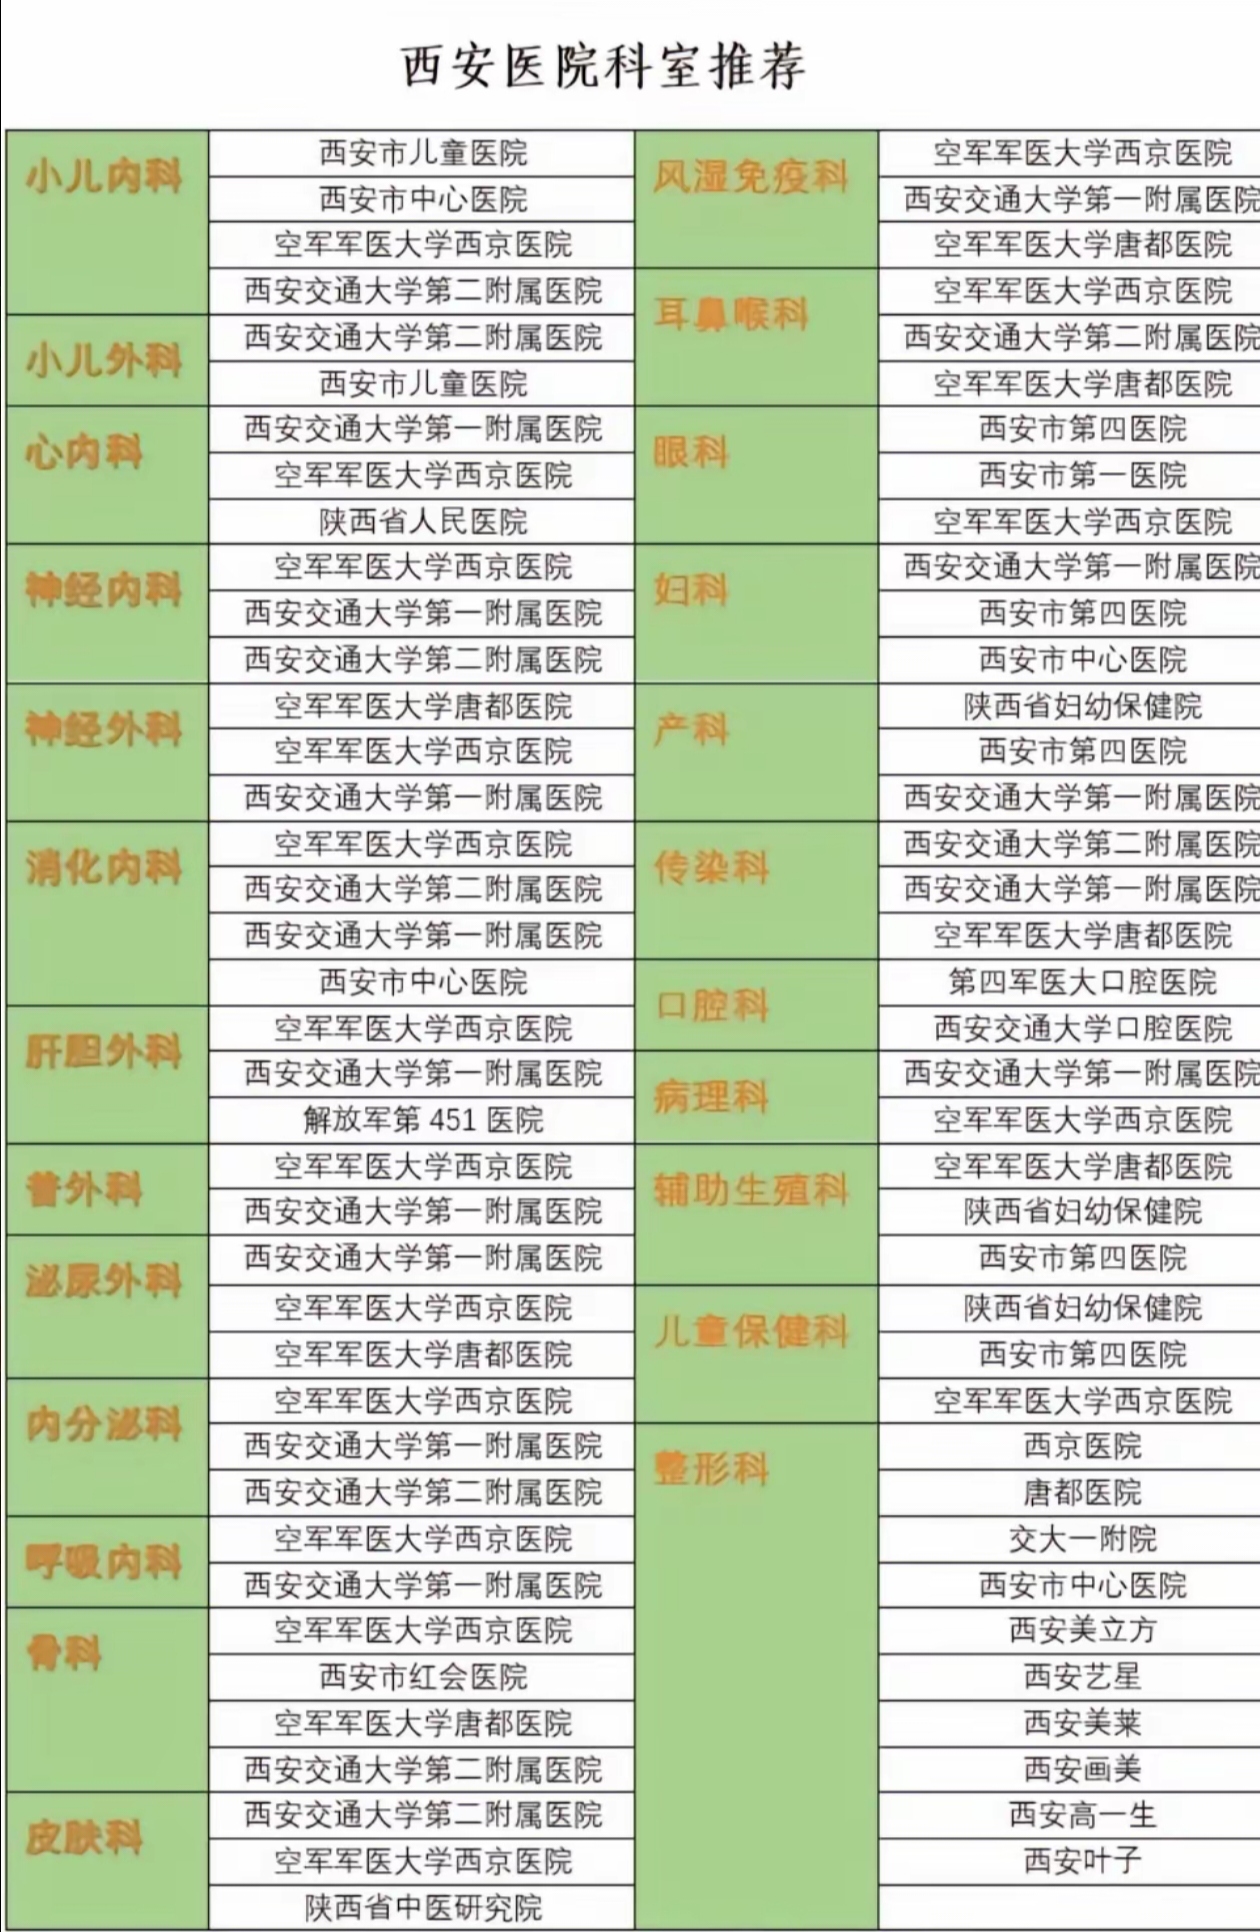 西安医院科室推荐
小儿内科
西安市儿童医院
西安市中心医院
空军军医大学西京医院
西安交通大学第二附属医院
小儿外科
西安交通大学第二附属医院
西安市儿童医院
心内科
西安交通大学第一附属医院
空军军医大学西京医院
陕西省人民医院
神经内科
空军军医大学西京医院
西安交通大学第一附属医院
西安交通大学第二附属医院
神经外科
空军军医大学唐都医院
空军军医大学西京医院
西安交通大学第一附属医院
消化内科
空军军医大学西京医院
西安交通大学第二附属医院
西安交通大学第一附属医院
西安市中心医院
肝胆外科
空军军医大学西京医院
西安交通大学第一附属医院
解放军第 451 医院
普外科
空军军医大学西京医院
西安交通大学第一附属医院
泌尿外科
西安交通大学第一附属医院
空军军医大学西京医院
空军军医大学唐都医院
内分泌科
空军军医大学西京医院
西安交通大学第一附属医院
西安交通大学第二附属医院
呼吸内科
空军军医大学西京医院
西安交通大学第一附属医院
骨科
空军军医大学西京医院
西安市红会医院
空军军医大学唐都医院
西安交通大学第二附属医院
皮肤科
西安交通大学第二附属医院
空军军医大学西京医院
陕西省中医研究院
风湿免疫科
空军军医大学西京医院
西安交通大学第一附属医院
空军军医大学唐都医院
耳鼻喉科
空军军医大学西京医院
西安交通大学第二附属医院
空军军医大学唐都医院
眼科
西安市第四医院
西安市第一医院
空军军医大学西京医院
妇科
西安交通大学第一附属医院
西安市第四医院
西安市中心医院
产科
陕西省妇幼保健院
西安市第四医院
西安交通大学第一附属医院
传染科
西安交通大学第二附属医院
西安交通大学第一附属医院
空军军医大学唐都医院
口腔科
第四军医大口腔医院
西安交通大学口腔医院
病理科
西安交通大学第一附属医院
空军军医大学西京医院
辅助生殖科
空军军医大学唐都医院
陕西省妇幼保健院
西安市第四医院
儿童保健科
陕西省妇幼保健院
西安市第四医院
空军军医大学西京医院
整形科
西京医院
唐都医院
交大一附院
西安市中心医院
西安美立方
西安艺星
西安美莱
西安画美
西安高一生
西安叶子